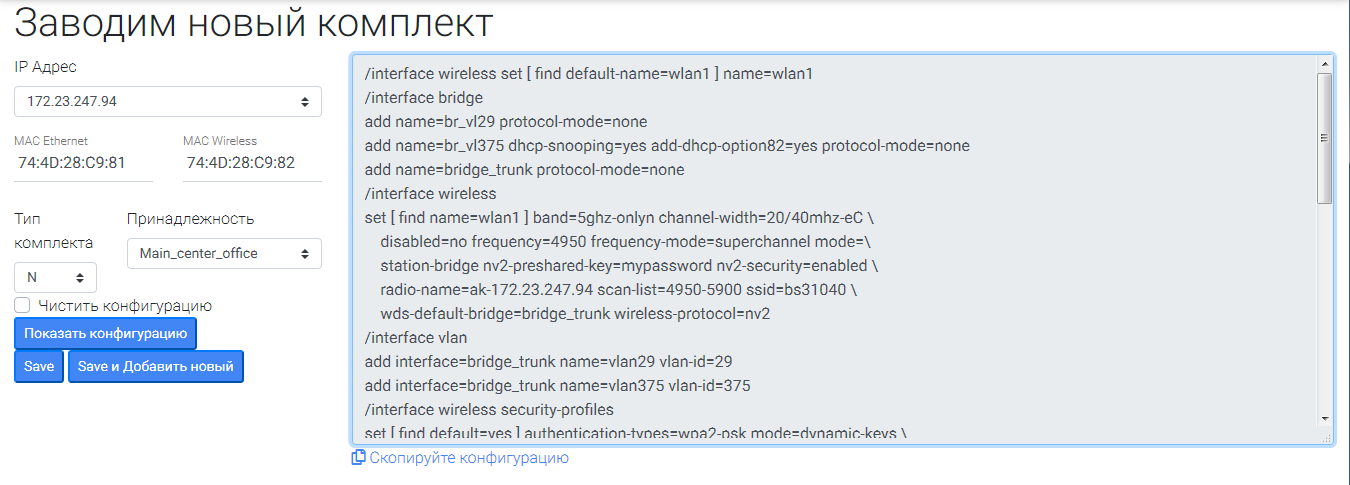 Заводим новый комплект
IP Адрес
172.23.247.94
MAC Ethernet
MAC Wireless
74:4D:28:C9:81
74:4D:28:C9:82
Тип
комплекта
Принадлежность
N
Main_center_office
Чистить конфигурацию
Показать конфигурацию
Save
Save и Добавить новый
/interface wireless set [ find default-name=wlan1 ] name=wlan1
/interface bridge
add name=br_vl29 protocol-mode=none
add name=br_vl375 dhcp-snooping=yes add-dhcp-option82=yes protocol-mode=none
add name=bridge_trunk protocol-mode=none
/interface wireless
set [ find name=wlan1 ] band=5ghz-onlyn channel-width=20/40mhz-eC \
disabled=no frequency=4950 frequency-mode=superchannel mode=\
station-bridge nv2-preshared-key=mypassword nv2-security=enabled \
radio-name=ak-172.23.247.94 scan-list=4950-5900 ssid=bs31040 \
wds-default-bridge=bridge_trunk wireless-protocol=nv2
/interface vlan
add interface=bridge_trunk name=vlan29 vlan-id=29
add interface=bridge_trunk name=vlan375 vlan-id=375
/interface wireless security-profiles
set [ find default=yes ] authentication-types=wpa2-psk mode=dynamic-keys \
Скопируйте конфигурацию